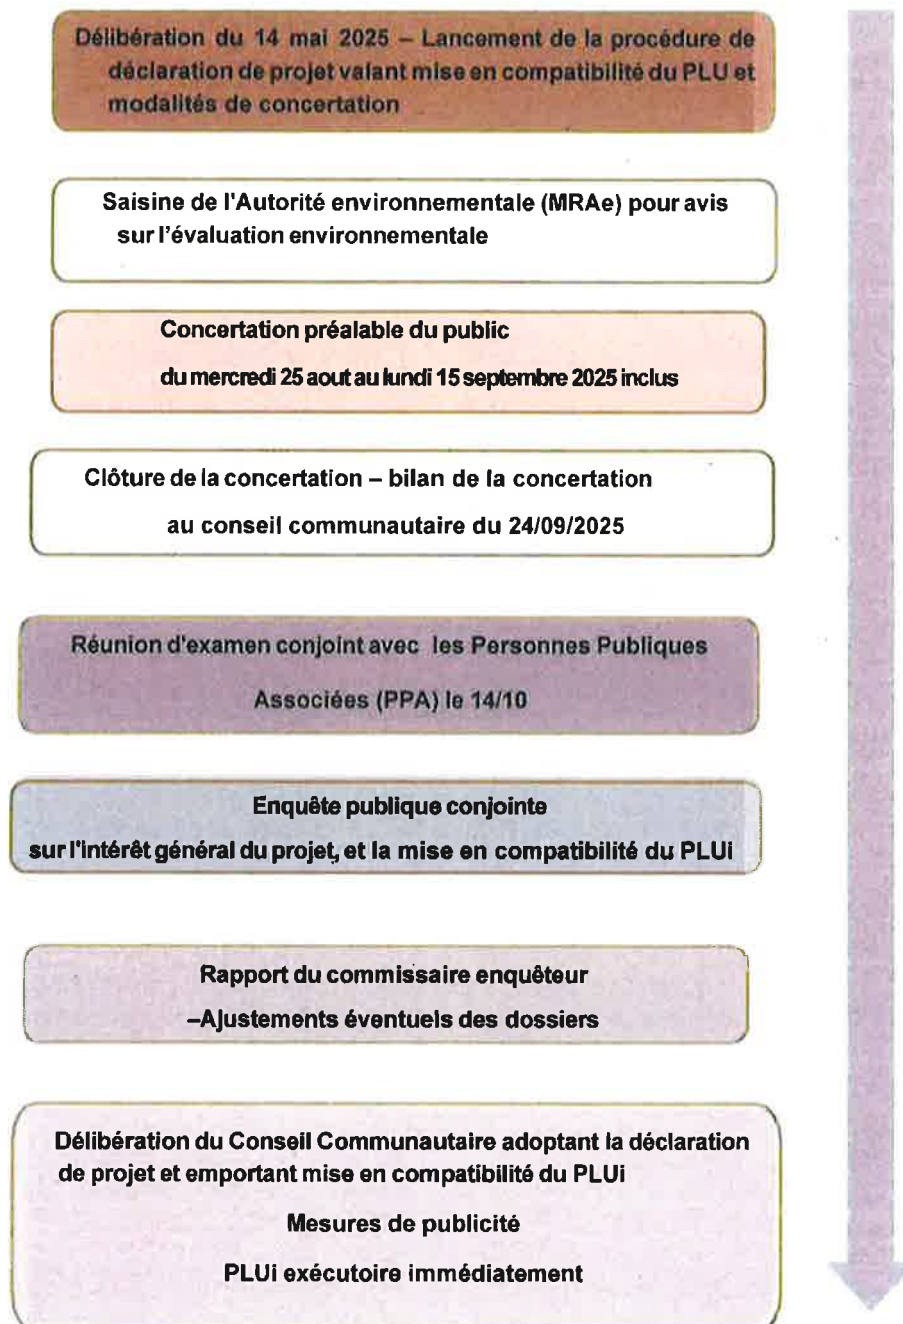 Délibération du 14 mai 2025 – Lancement de la procédure de
déclaration de projet valant mise en compatibilité du PLU et
modalités de concertation
Saisine de l'Autorité environnementale (MRAe) pour avis
sur l'évaluation environnementale
Concertation préalable du public
du mercredi 25 aout au lundi 15 septembre 2025 inclus
Clôture de la concertation – bilan de la concertation
au conseil communautaire du 24/09/2025
Réunion d'examen conjoint avec les Personnes Publiques
Associées (PPA) le 14/10
Enquête publique conjointe
sur l'intérêt général du projet, et la mise en compatibilité du PLUi
Rapport du commissaire enquêteur
–Ajustements éventuels des dossiers
Délibération du Conseil Communautaire adoptant la déclaration
de projet et emportant mise en compatibilité du PLUi
Mesures de publicité
PLUi exécutoire immédiatement